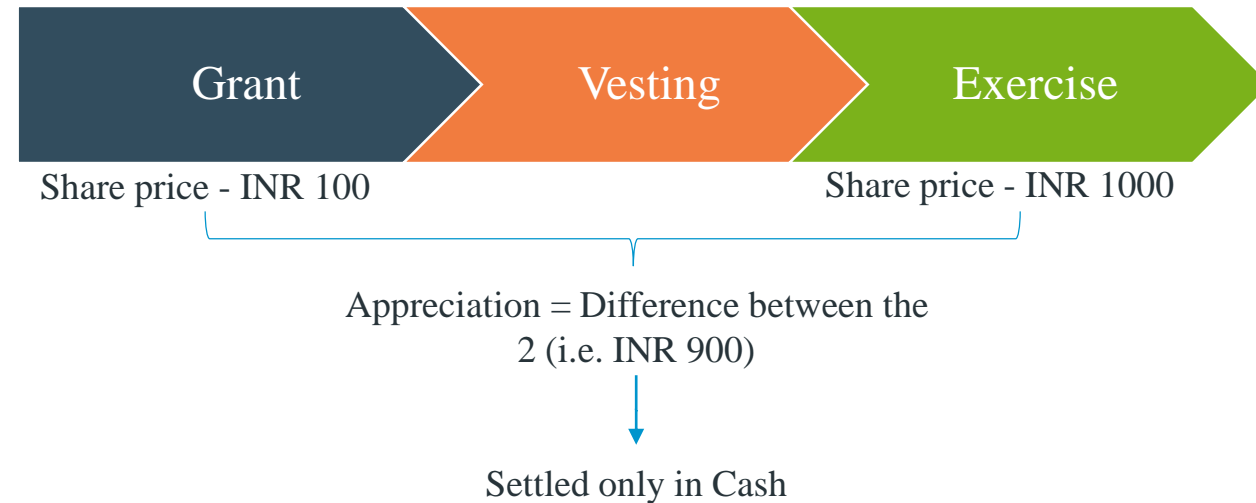 Grant
Vesting
Exercise
Share price - INR 100
Share price - INR 1000
Appreciation = Difference between the
2 (i.e. INR 900)
Settled only in Cash